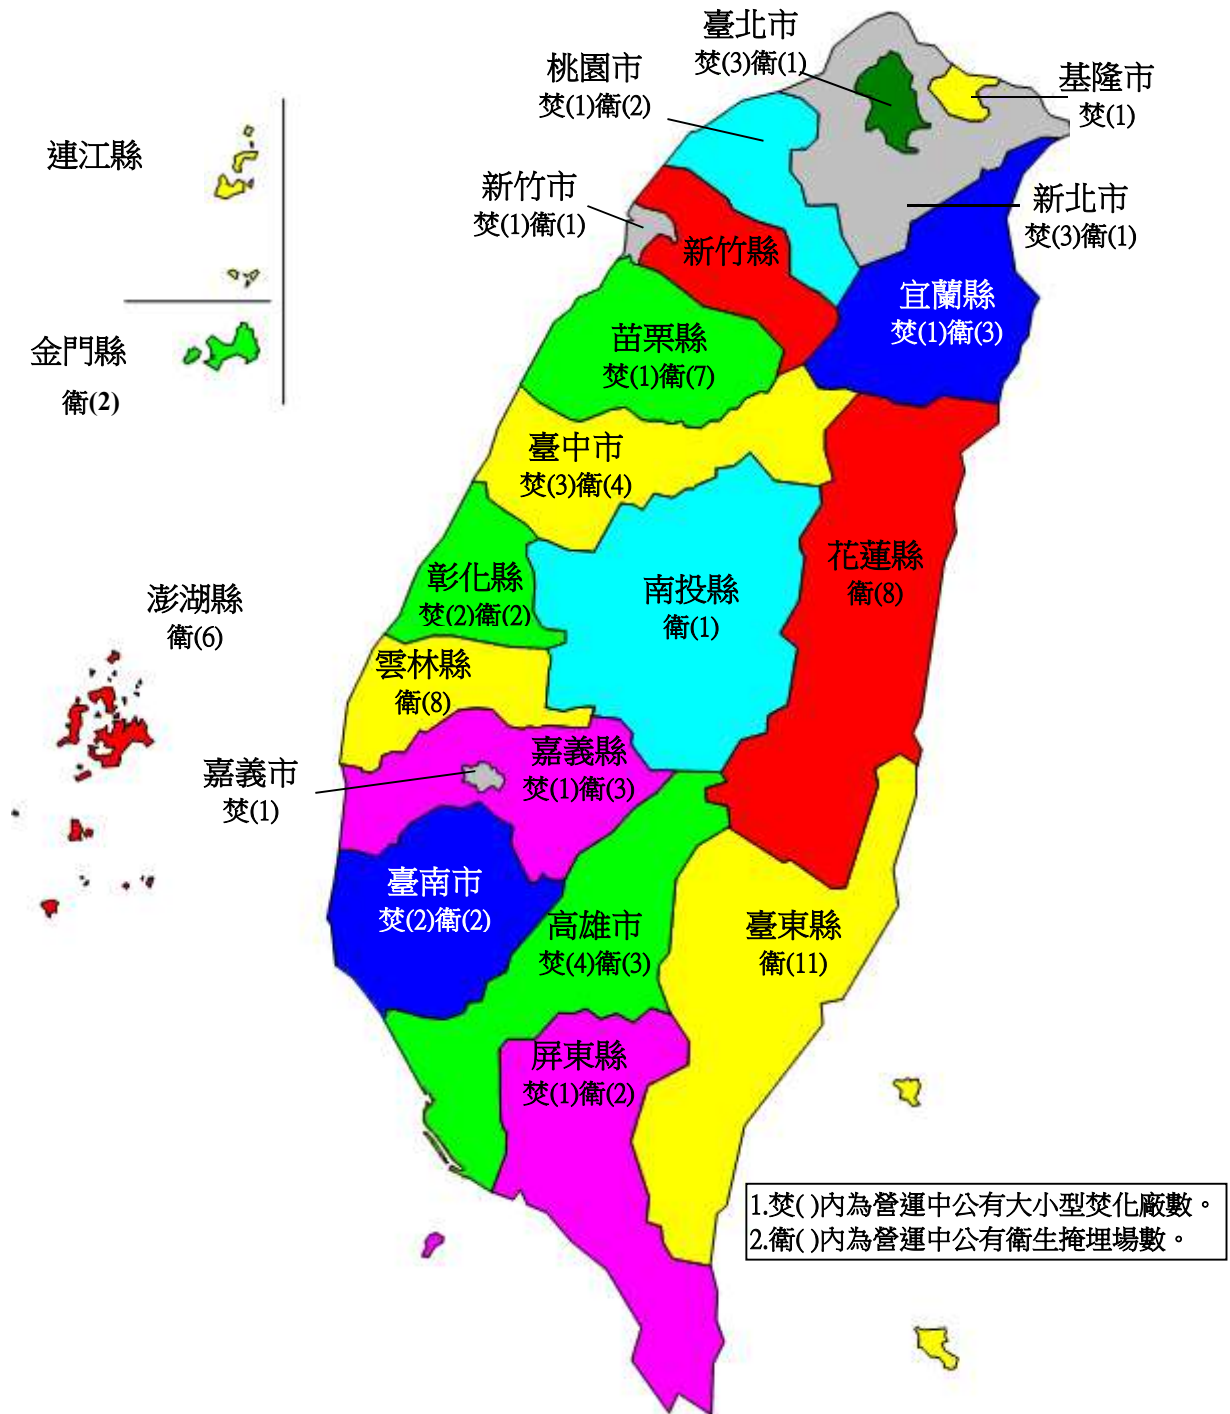 臺北市
焚(3)衛(1)
桃園市
焚(1)衛(2)
基隆市
焚(1)
連江縣
新竹市
焚(1)衛(1)
新北市
焚(3)衛(1)
新竹縣
宜蘭縣
焚(1)衛(3)
金門縣
衛(2)
苗栗縣
焚(1)衛(7)
臺中市
焚(3)衛(4)
花蓮縣
衛(8)
彰化縣
焚(2)衛(2)
南投縣
衛(1)
澎湖縣
衛(6)
雲林縣
衛(8)
嘉義縣
焚(1)衛(3)
嘉義市
焚(1)
臺南市
焚(2)衛(2)
高雄市
焚(4)衛(3)
臺東縣
衛(11)
屏東縣
焚(1)衛(2)
1.焚( )內為營運中公有大小型焚化廠數。
2.衛( )內為營運中公有衛生掩埋場數。